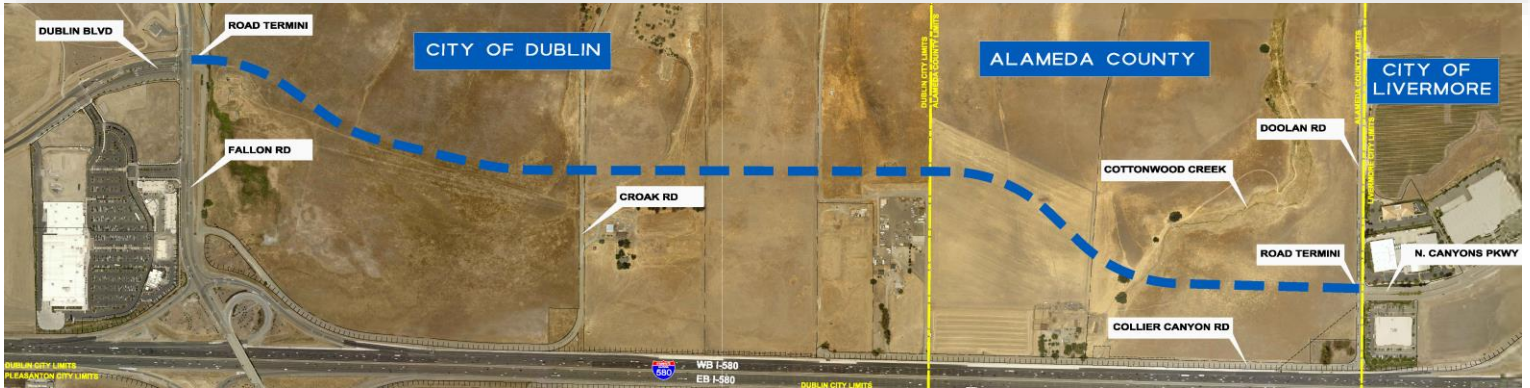 DUBLIN BLVD
ROAD TERMINI
CITY OF DUBLIN
FALLON RD
CROAK RD
DUBLIN CITY LIMITS
ALAMEDA COUNTY LIMITS
ALAMEDA COUNTY
ALAMEDA COUNTY LIMITS
LIVERMORE CITY LIMITS
CITY OF
LIVERMORE
DOOLAN RD
COTTONWOOD CREEK
ROAD TERMINI
N. CANYONS PKWY
COLLIER CANYON RD
DUBLIN CITY LIMITS
PLEASANTON CITY LIMITS
580
WB I-580
EB I-580
DUBLIN CITY LIMITS